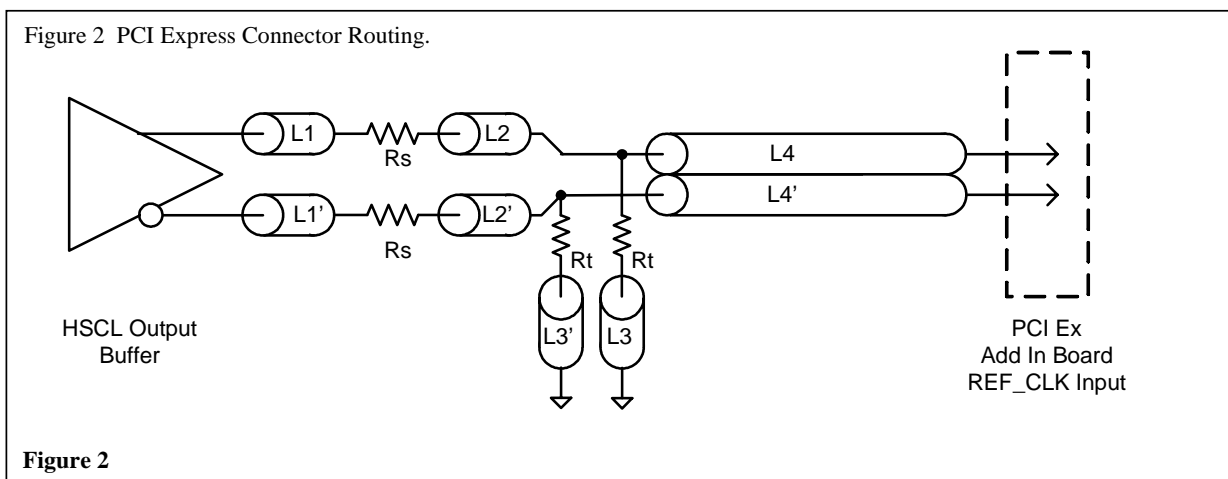 Figure 2 PCI Express Connector Routing.
L1
Rs
L2
L4
L1'
Rs
L2'
L4'
Rt
Rt
L3'
L3
HSCL Output
Buffer
PCI Ex
Add In Board
REF_CLK Input
Figure 2